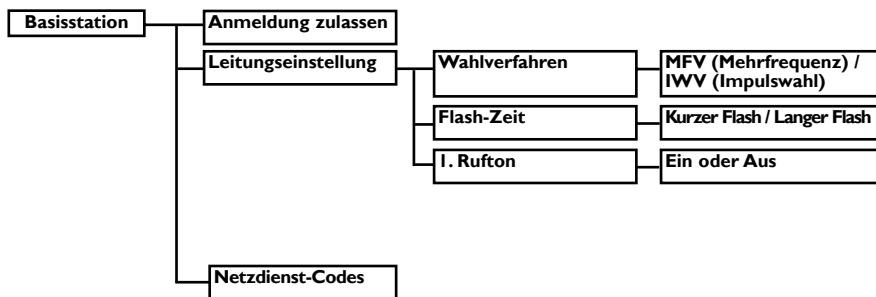 Basisstation
Anmeldung zulassen
Leitungseinstellung
Wahlverfahren
MFV (Mehrfrequenz) /
IWV (Impulswahl)
Flash-Zeit
Kurzer Flash / Langer Flash
1. Rufton
Ein oder Aus
Netzdienst-Codes